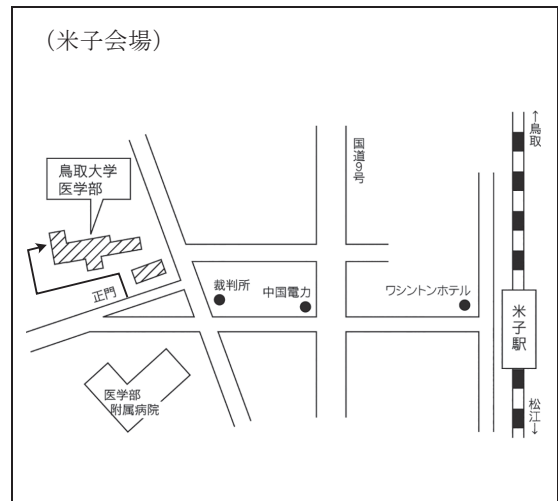 (米子会場)
↑鳥取
国道9号
鳥取大学
医学部
正門
裁判所
中国電力
ワシントンホテル
米子駅
医学部
附属病院
松江↓